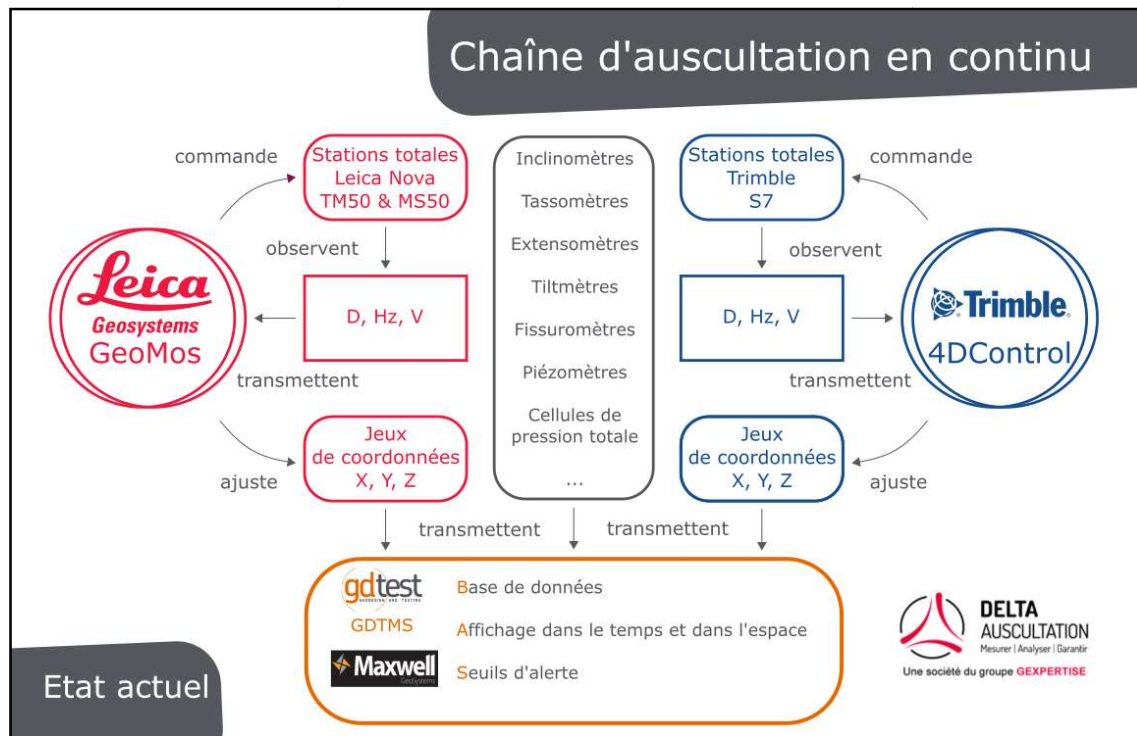 Chaîne d'auscultation en continu
commande
Stations totales
Leica Nova
TM50 & MS50
observent
Leica
Geosystems
GeoMos
D, Hz, V
transmettent
Jeux
de coordonnées
X, Y, Z
ajuste
Inclinomètres
Tassomètres
Extensomètres
Tiltmètres
Fissuromètres
Piézomètres
Cellules de
pression totale
...
Stations totales
Trimble
S7
commande
observent
D, Hz, V
Trimble
4DControl
transmettent
Jeux
de coordonnées
X, Y, Z
ajuste
transmettent
transmettent
gdtest
GDTMS
Maxwell
GeoSystems
Base de données
Affichage dans le temps et dans l'espace
Seuils d'alerte
DELTA
AUSCULTATION
Mesurer | Analyser | Garantir
Une société du groupe GEXPERTISE
Etat actuel